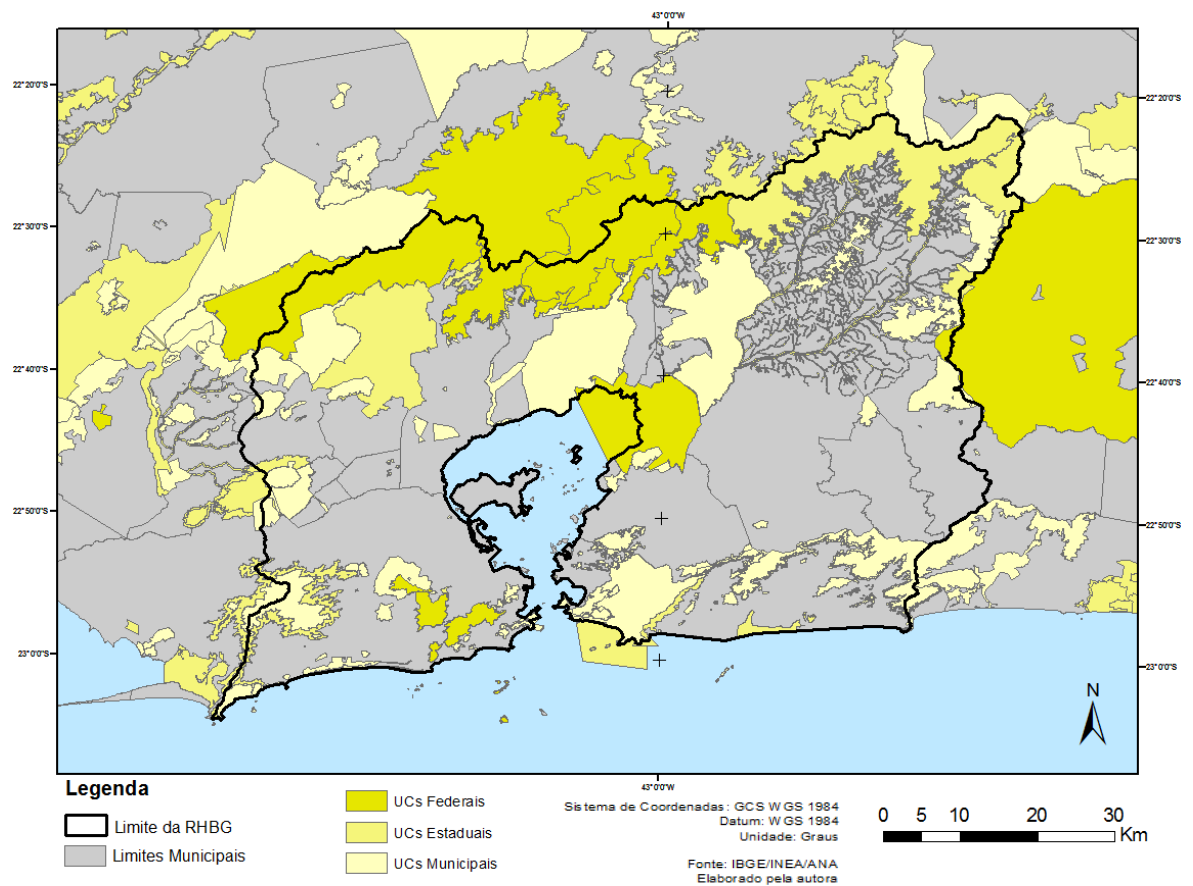 43°0'0"W
22°20'0"S
22°20'0"S
22°30'0"S
22°30'0"S
22°40'0"S
22°40'0"S
22°50'0"S
22°50'0"S
23°0'0"S
23°0'0"S
N
43°0'0"W
Legenda
Limite da RHBG
Limites Municipais
UCs Federais
UCs Estaduais
UCs Municipais
Sistema de Coordenadas: GCS WGS 1984
Datum: WGS 1984
Unidade: Graus
Fonte: IBGE/INEA/ANA
Elaborado pela autora
0 5 10 20 30
Km